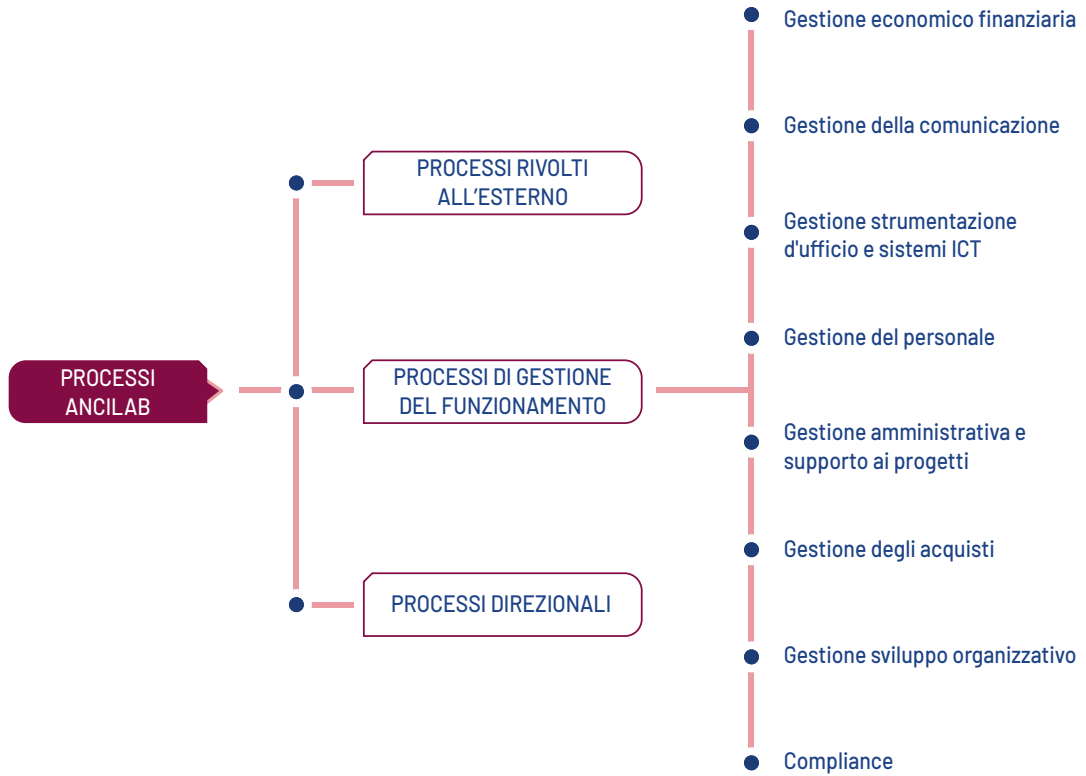 PROCESSI
ANCILAB
PROCESSI RIVOLTI
ALL'ESTERNO
PROCESSI DI GESTIONE
DEL FUNZIONAMENTO
PROCESSI DIREZIONALI
Gestione economico finanziaria
Gestione della comunicazione
Gestione strumentazione
d'ufficio e sistemi ICT
Gestione del personale
Gestione amministrativa e
supporto ai progetti
Gestione degli acquisti
Gestione sviluppo organizzativo
Compliance